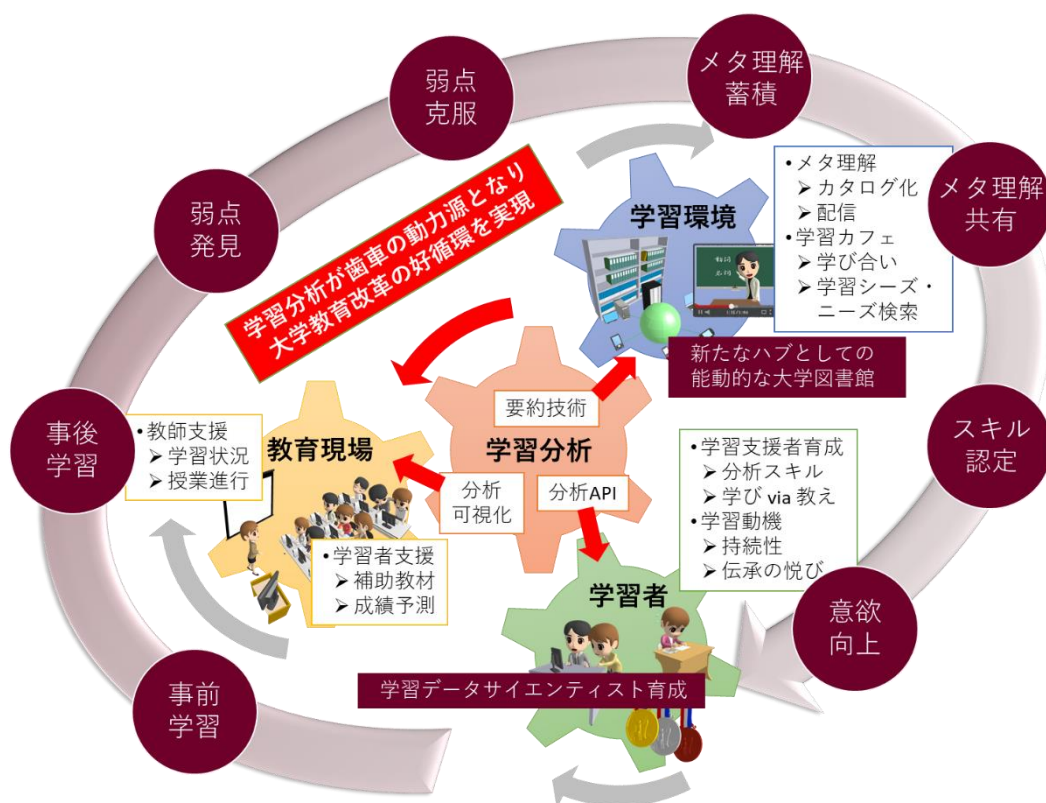 メタ理解
蓄積
弱点
克服
メタ理解
共有
弱点
発見
学習分析が歯車の動力源となり
大学教育改革の好循環を実現
学習環境
•メタ理解
➤カタログ化
➤配信
•学習カフェ
➤学び合い
➤学習シーズ・
ニーズ検索
新たなハブとしての
能動的な大学図書館
要約技術
事後
学習
•教師支援
➤学習状況
➤授業進行
教育現場
学習分析
分析
可視化
分析API
•学習支援者育成
➤分析スキル
➤学び via 教え
•学習動機
➤持続性
➤伝承の悦び
スキル
認定
•学習者支援
➤補助教材
➤成績予測
学習者
意欲
向上
事前
学習
学習データサイエンティスト育成